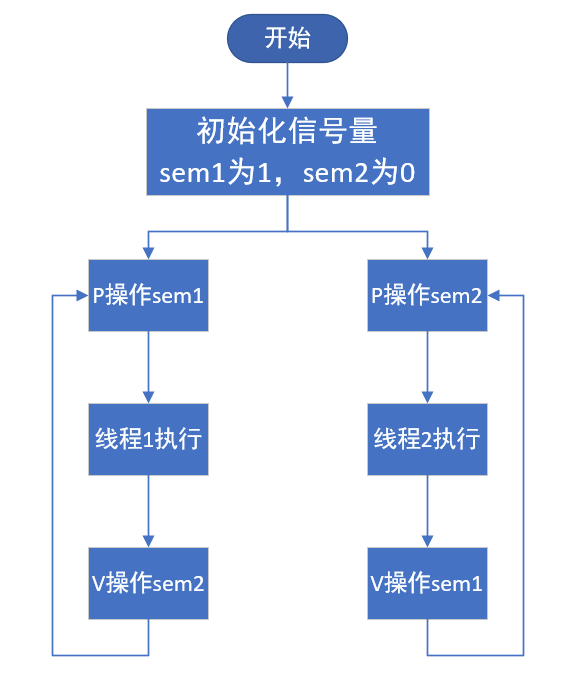 开始
初始化信号量
sem1为1，sem2为0
P操作sem1
P操作sem2
线程1执行
线程2执行
V操作sem2
V操作sem1